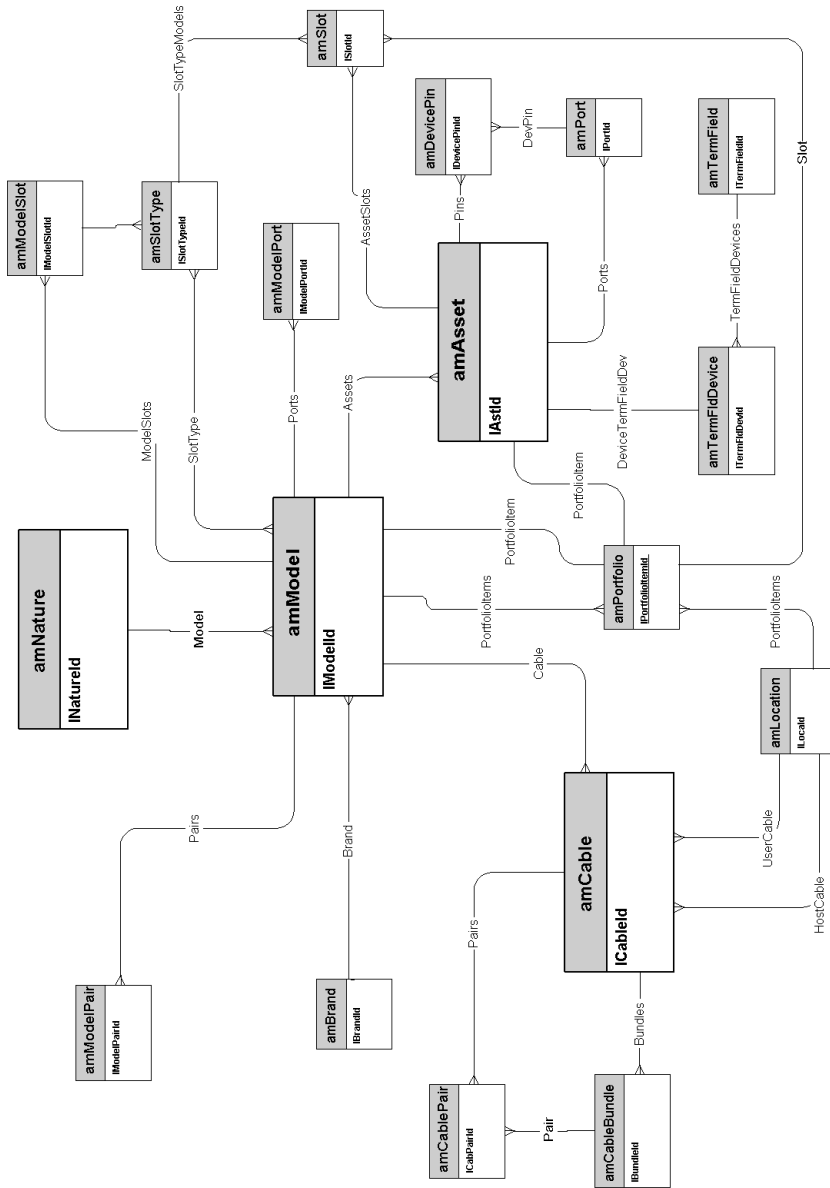 amModelSlot
lModelSlotId
amNature
lNatureId
amModelPair
lModelPairId
SlotTypeModels
amSlotType
lSlotTypeId
ModelSlots
SlotType
Model
Pairs
amModelPort
lModelPortId
Ports
amModel
lModelId
amSlot
lSlotId
AssetSlots
Assets
Brand
amBrand
lBrandId
amDevicePin
lDevicePinId
Pins
amAsset
lAstId
PortfolioItem
PortfolioItem
PortfolioItems
Cable
Pairs
amCablePair
lCabPairId
DevPin
Pair
amPort
lPortId
Ports
DeviceTermFieldDev
amPortfolio
lPortfolioItemId_
amCable
lCableId
Bundles
amCableBundle
lBundleId
amTermField
lTermFieldId
TermFieldDevices
amTermFldDevice
lTermFldDevId
PortfolioItems
amLocation
lLocaId
UserCable
HostCable
Slot